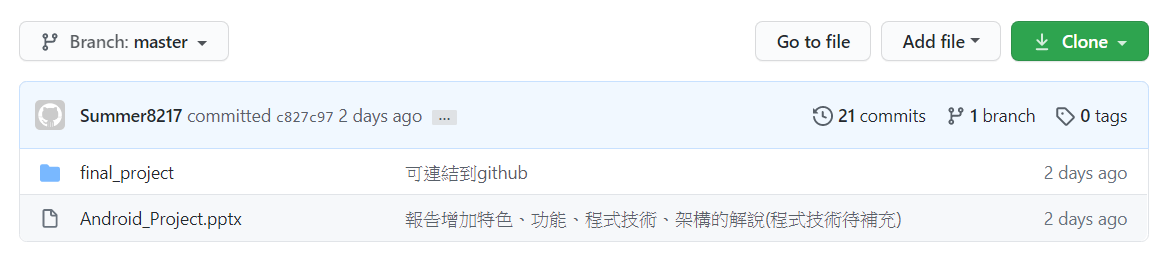 Branch: master Go to file Add file Clone
Summer8217 committed c827c97 2 days ago ... 21 commits 1 branch 0 tags
final_project 可連結到github 2 days ago
Android_Project.pptx 報告增加特色、功能、程式技術、架構的解說(程式技術待補充) 2 days ago